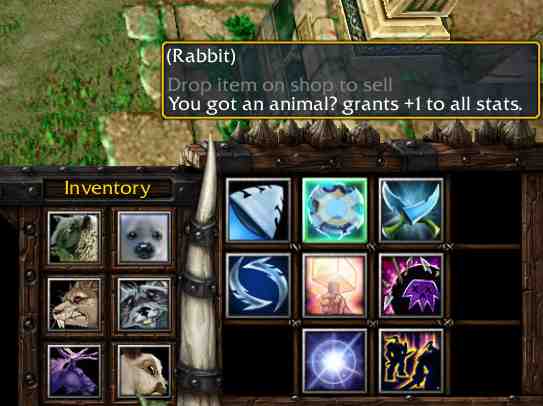 (Rabbit)
Drop item on shop to sell
You got an animal? grants +1 to all stats.
Inventory